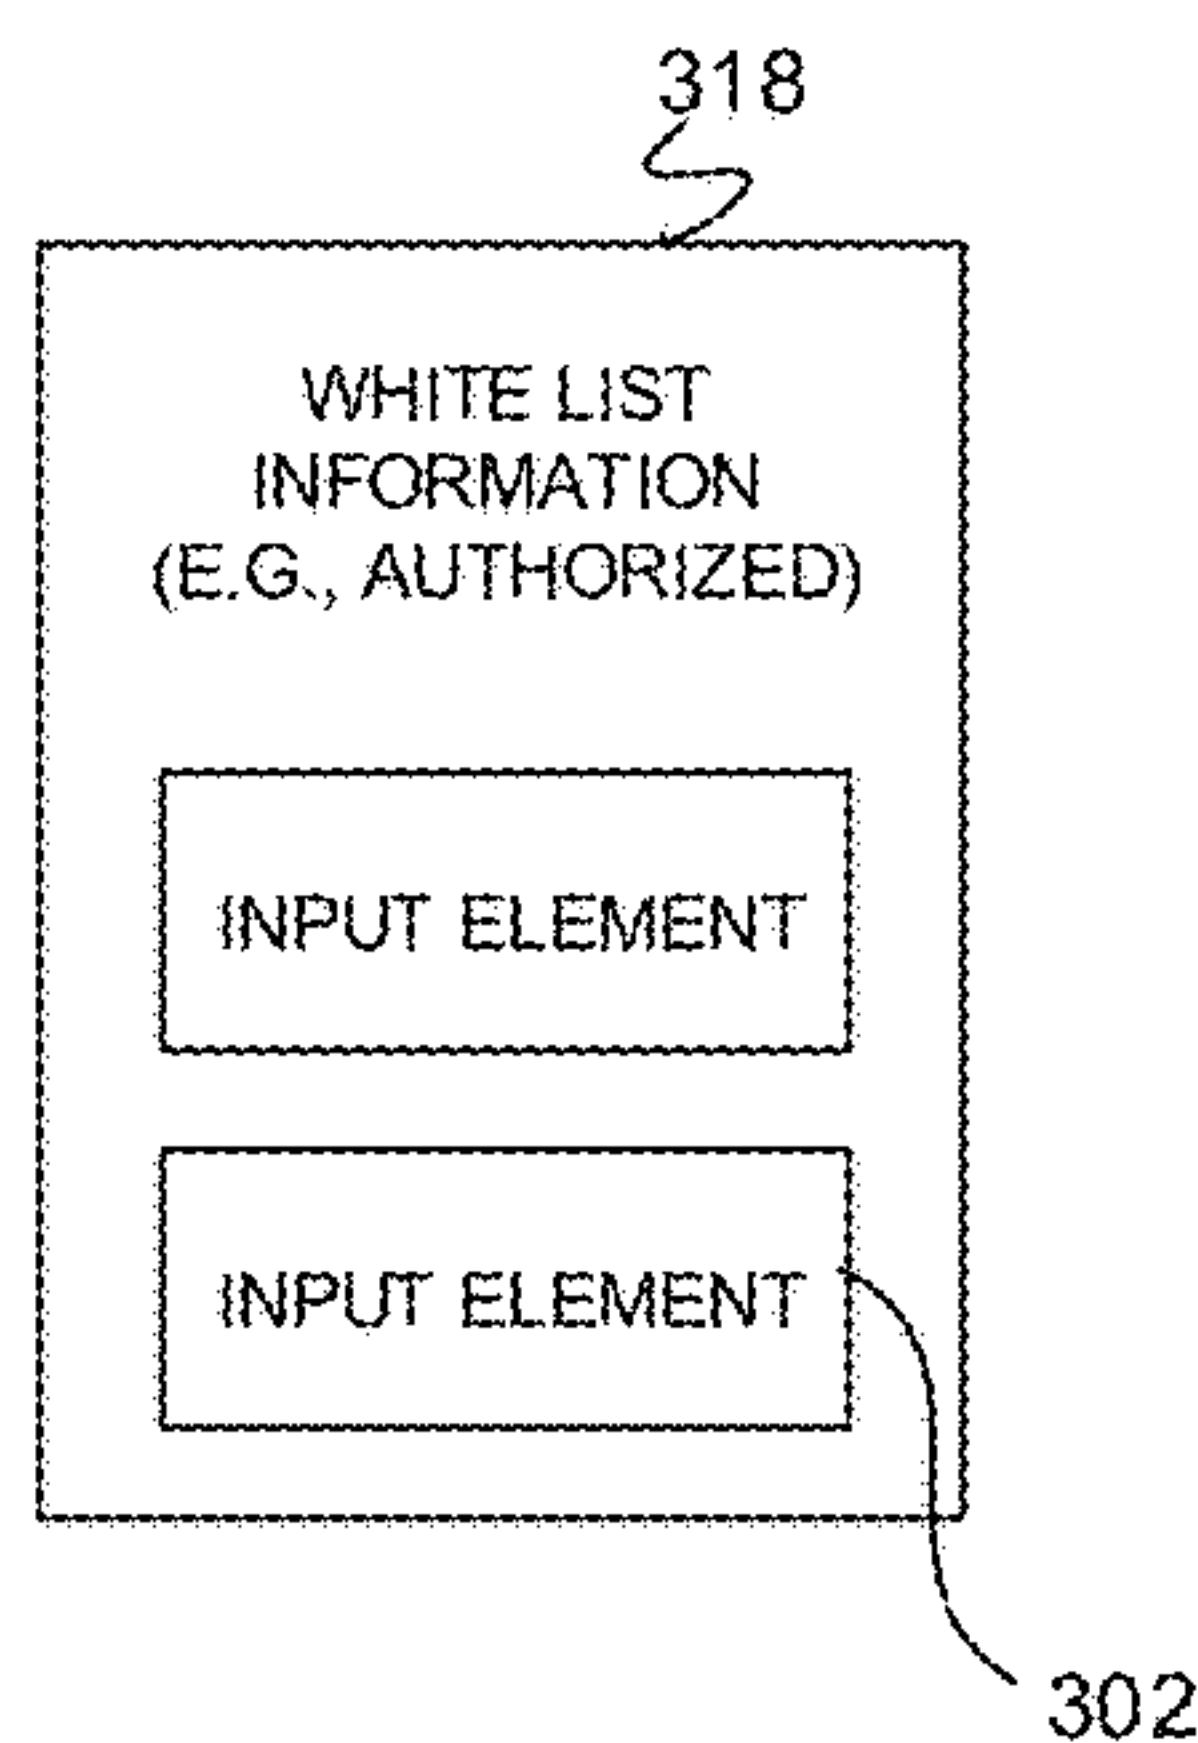 318
WHITE LIST
INFORMATION
(E.G., AUTHORIZED)
INPUT ELEMENT
INPUT ELEMENT
302